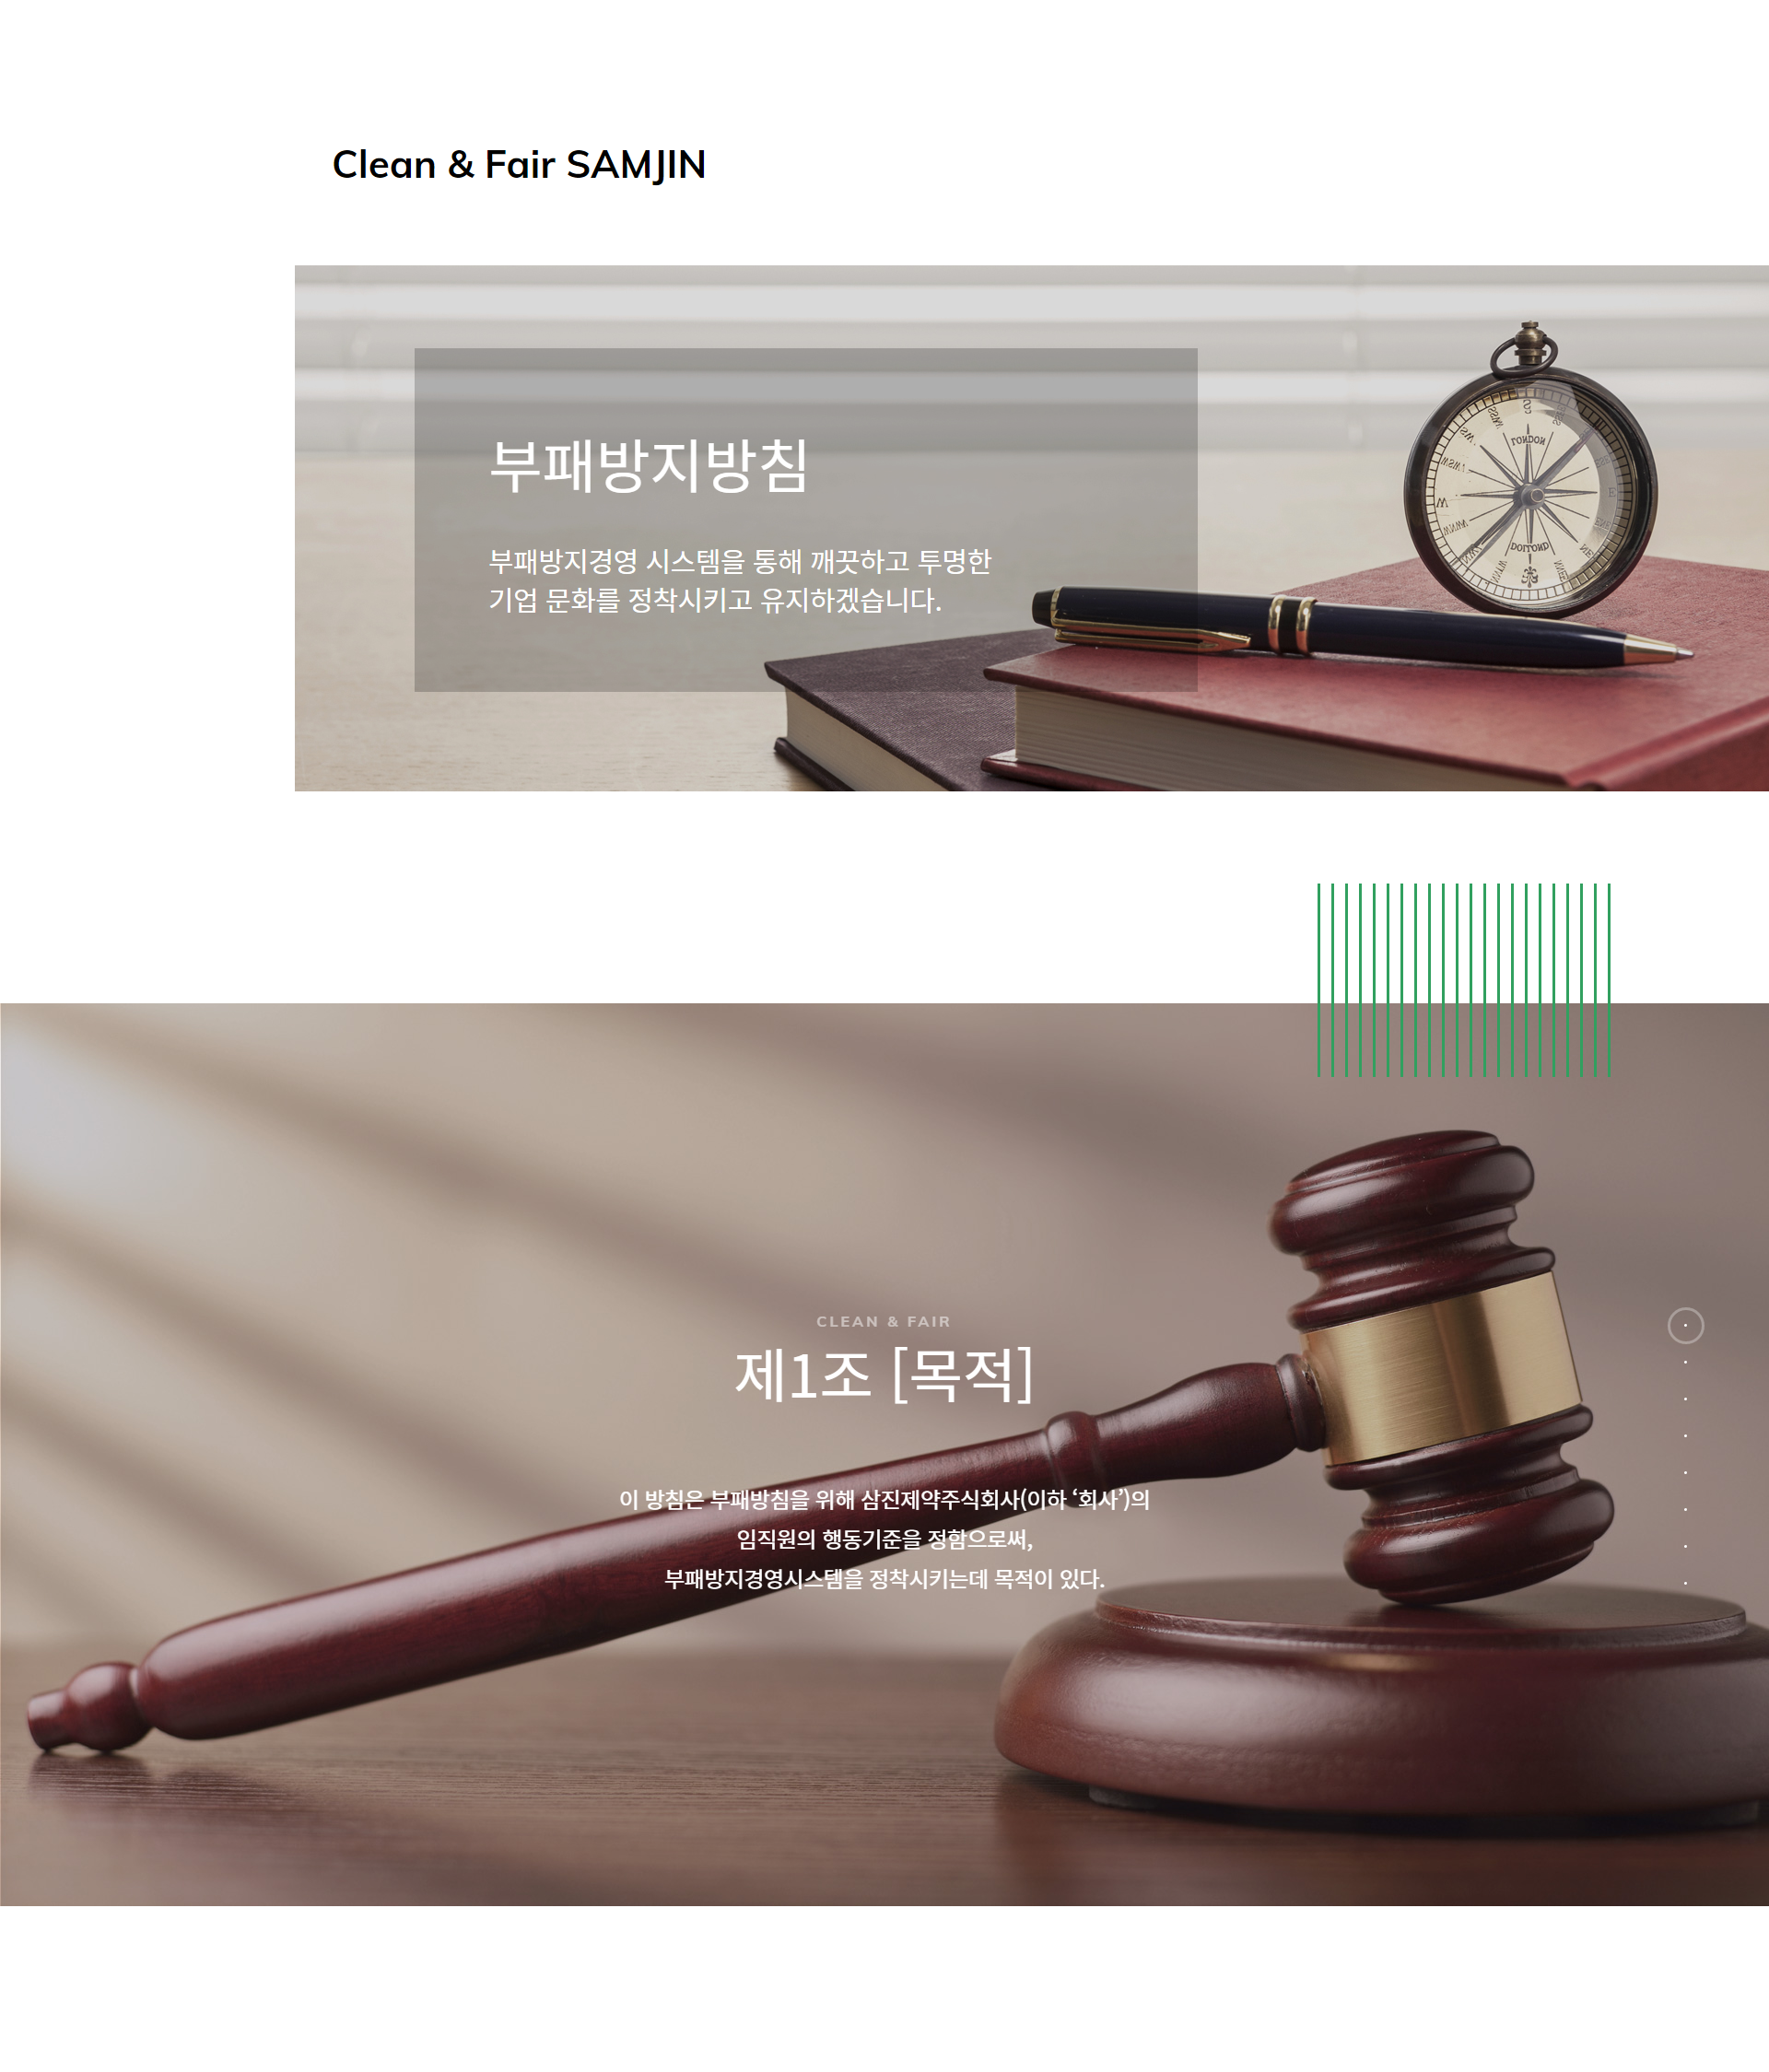 Clean & Fair SAMJIN
부패방지방침
부패방지경영 시스템을 통해 깨끗하고 투명한
기업 문화를 정착시키고 유지하겠습니다.
LONDON
CLEAN & FAIR
제1조 [목적]
이 방침은 부패방침을 위해 삼진제약주식회사(이하 ‘회사’)의
임직원의 행동기준을 정함으로써,
부패방지경영시스템을 정착시키는데 목적이 있다.